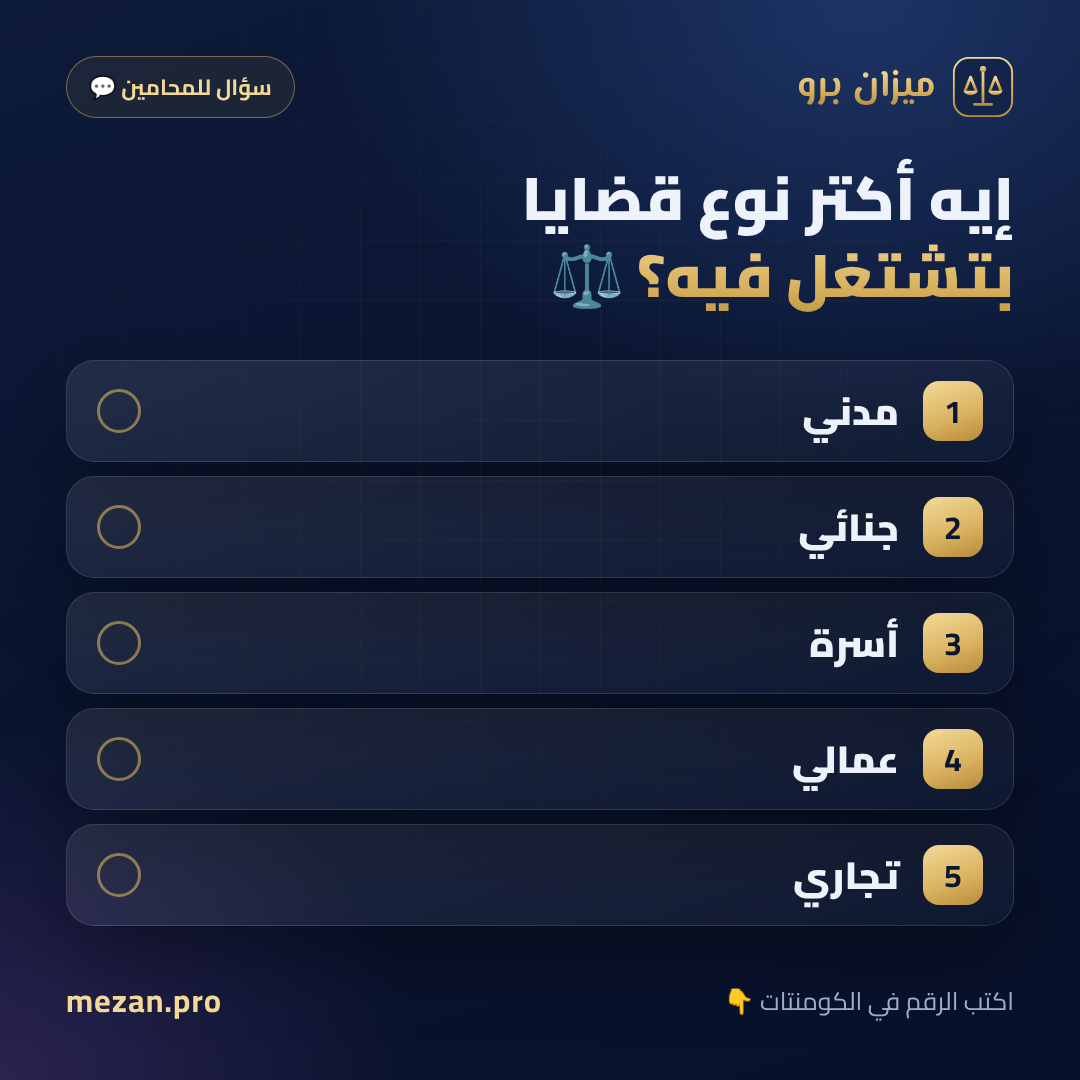 ميزان برو
سؤال للمحامين 💬
إيه أكتر نوع قضايا
بتشتغل فيه؟ ⚖️
1 مدني
2 جنائي
3 أسرة
4 عمالي
5 تجاري
اكتب الرقم في الكومنتات 👇
mezan.pro